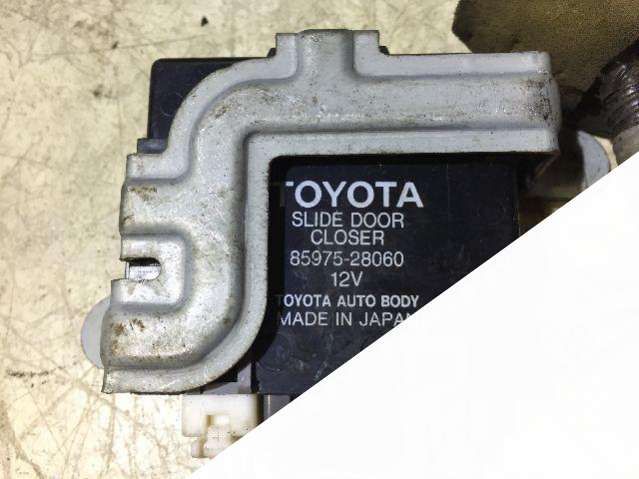 TOYOTA
SLIDE DOOR
CLOSER
85975-28060
12V
TOYOTA AUTO BODY
MADE IN JAPAN